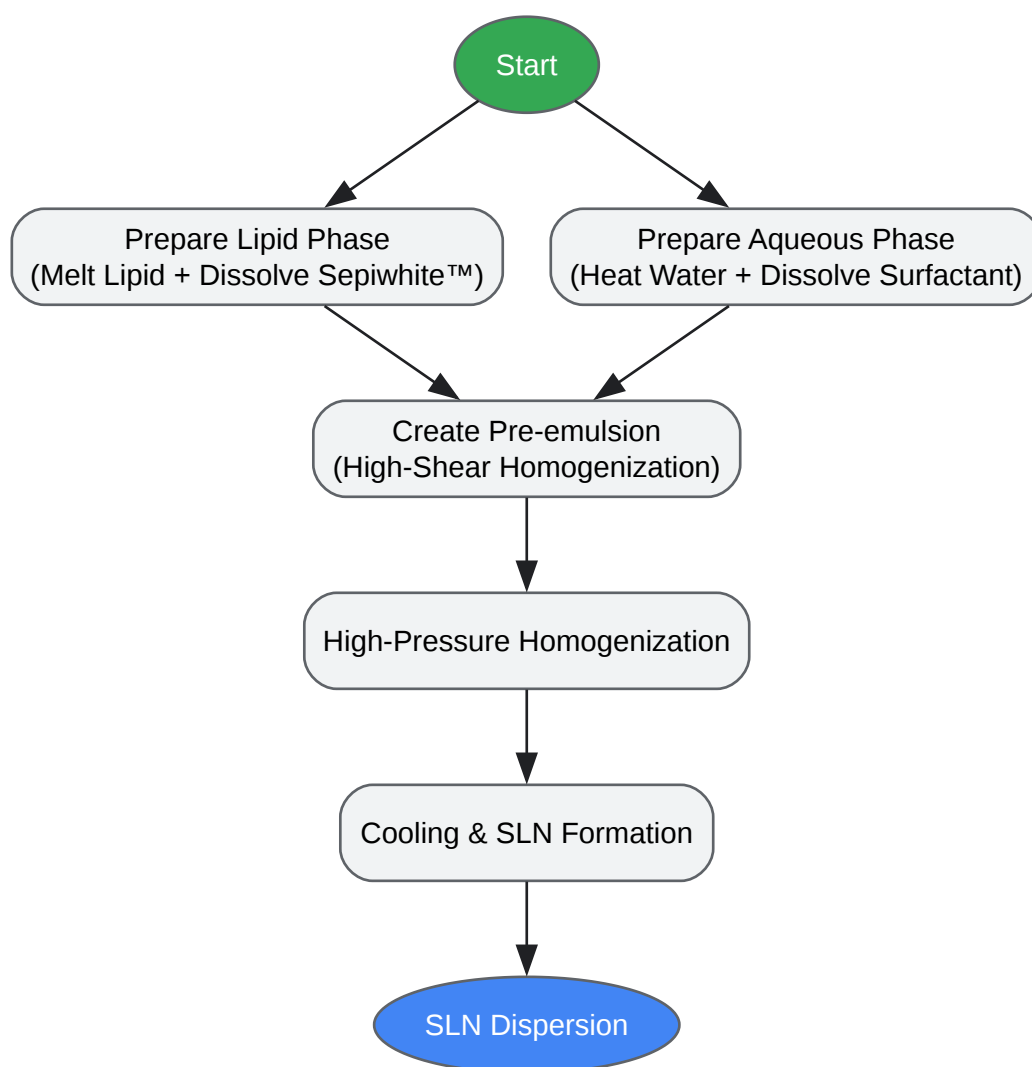 Start
Prepare Lipid Phase
(Melt Lipid + Dissolve Sepiwhite™)
Prepare Aqueous Phase
(Heat Water + Dissolve Surfactant)
Create Pre-emulsion
(High-Shear Homogenization)
High-Pressure Homogenization
Cooling & SLN Formation
SLN Dispersion